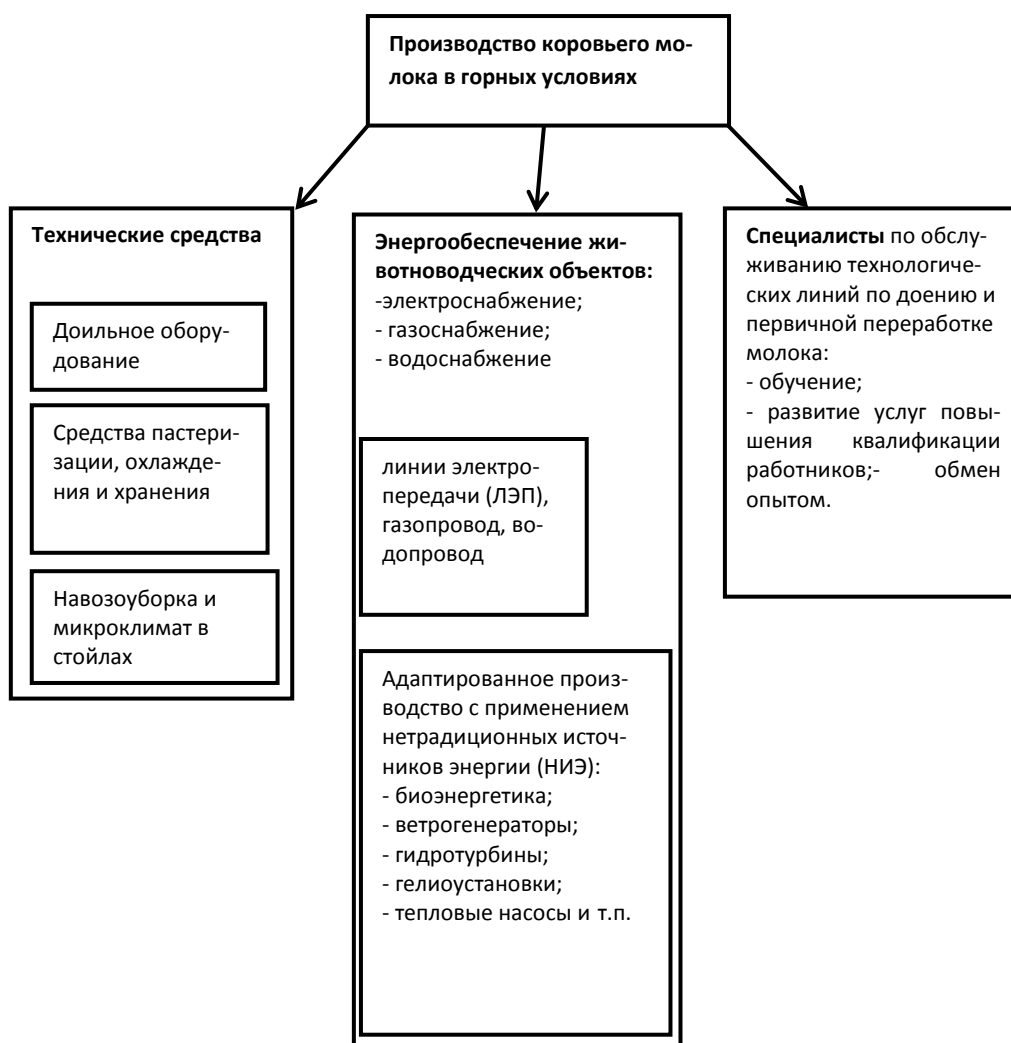 Производство коровьего мо-
лока в горных условиях
Технические средства
Доильное обору-
дование
Средства пастери-
зации, охлажде-
ния и хранения
Навозоуборка и
микроклимат в
стойлах
Энергообеспечение жи-
вотноводческих объектов:
-электроснабжение;
- газоснабжение;
- водоснабжение
линии электро-
передачи (ЛЭП),
газопровод, во-
допровод
Адаптированное произ-
водство с применением
нетрадиционных источ-
ников энергии (НИЭ):
- биоэнергетика;
- ветрогенераторы;
- гидротурбины;
- гелиоустановки;
- тепловые насосы и т.п.
Специалисты по обслу-
живанию технологиче-
ских линий по доению и
первичной переработке
молока:
- обучение;
- развитие услуг повы-
шения квалификации
работников;- обмен
опытом.